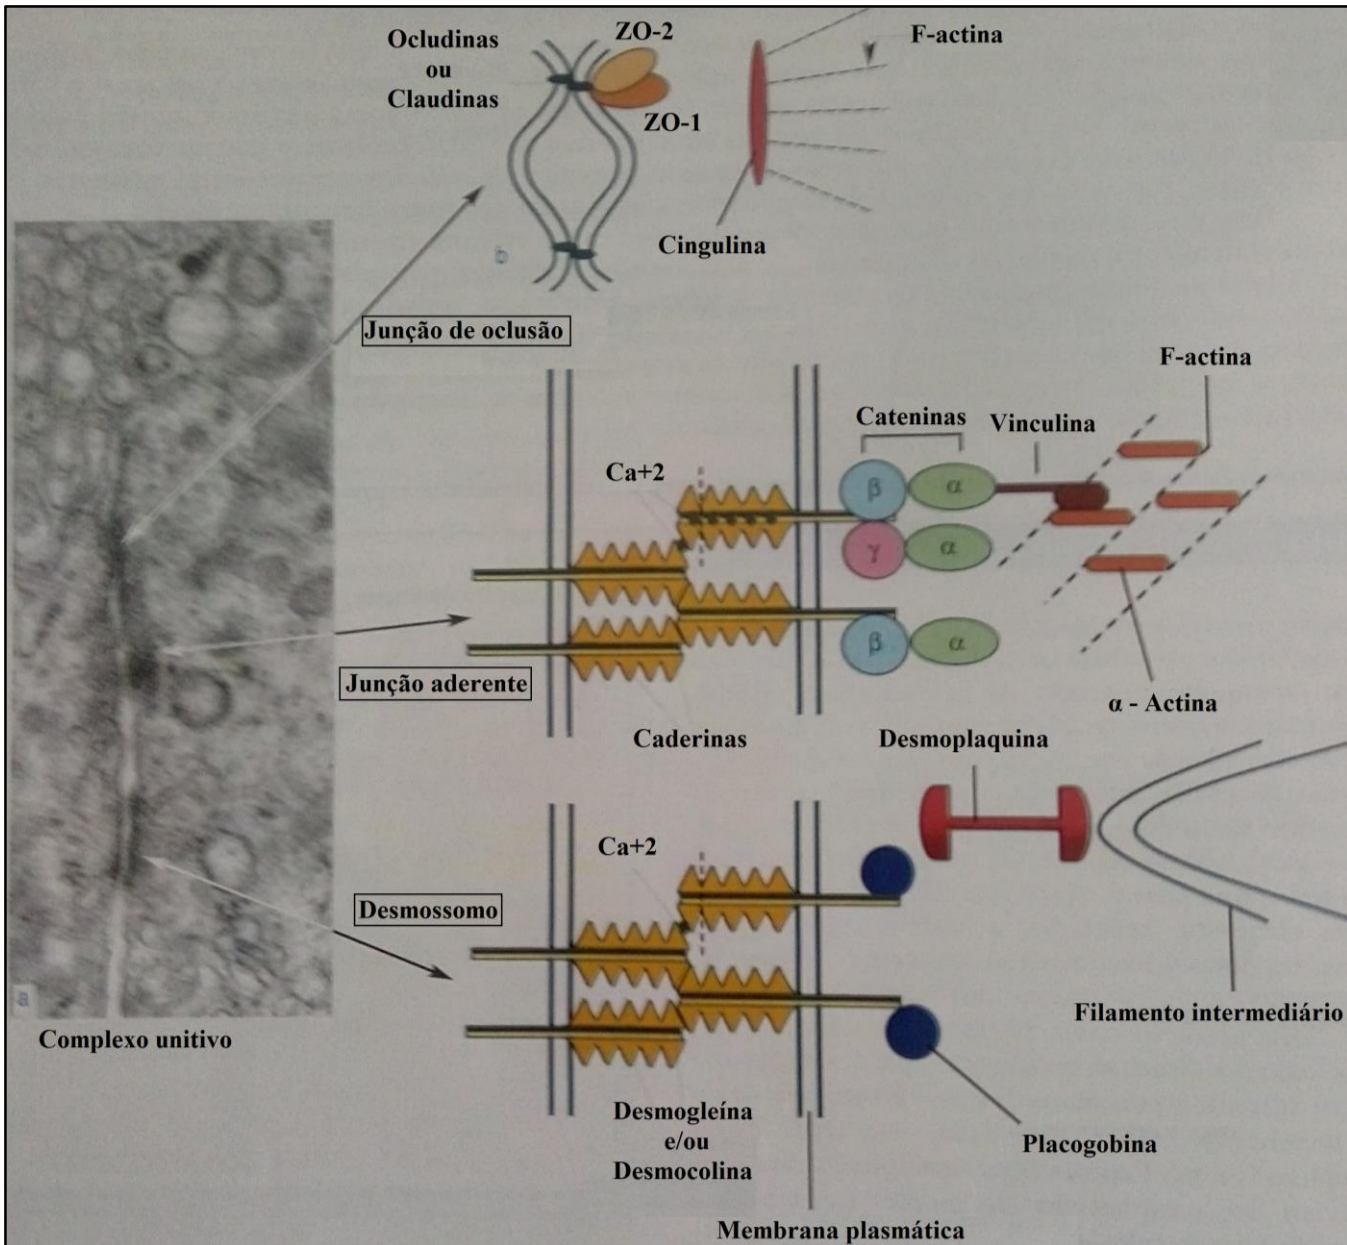 Ocludinas
ou
Claudinas
ZO-2
ZO-1
F-actina
Cingulina
b
Junção de oclusão
F-actina
Cateninas
Vinculina
Ca+2
β
α
γ
α
β
α
Junção aderente
α - Actina
Caderinas
Desmoplaquina
Ca+2
Desmossomo
a
Complexo unitivo
Filamento intermediário
Desmogleína
e/ou
Desmocolina
Placogobina
Membrana plasmática